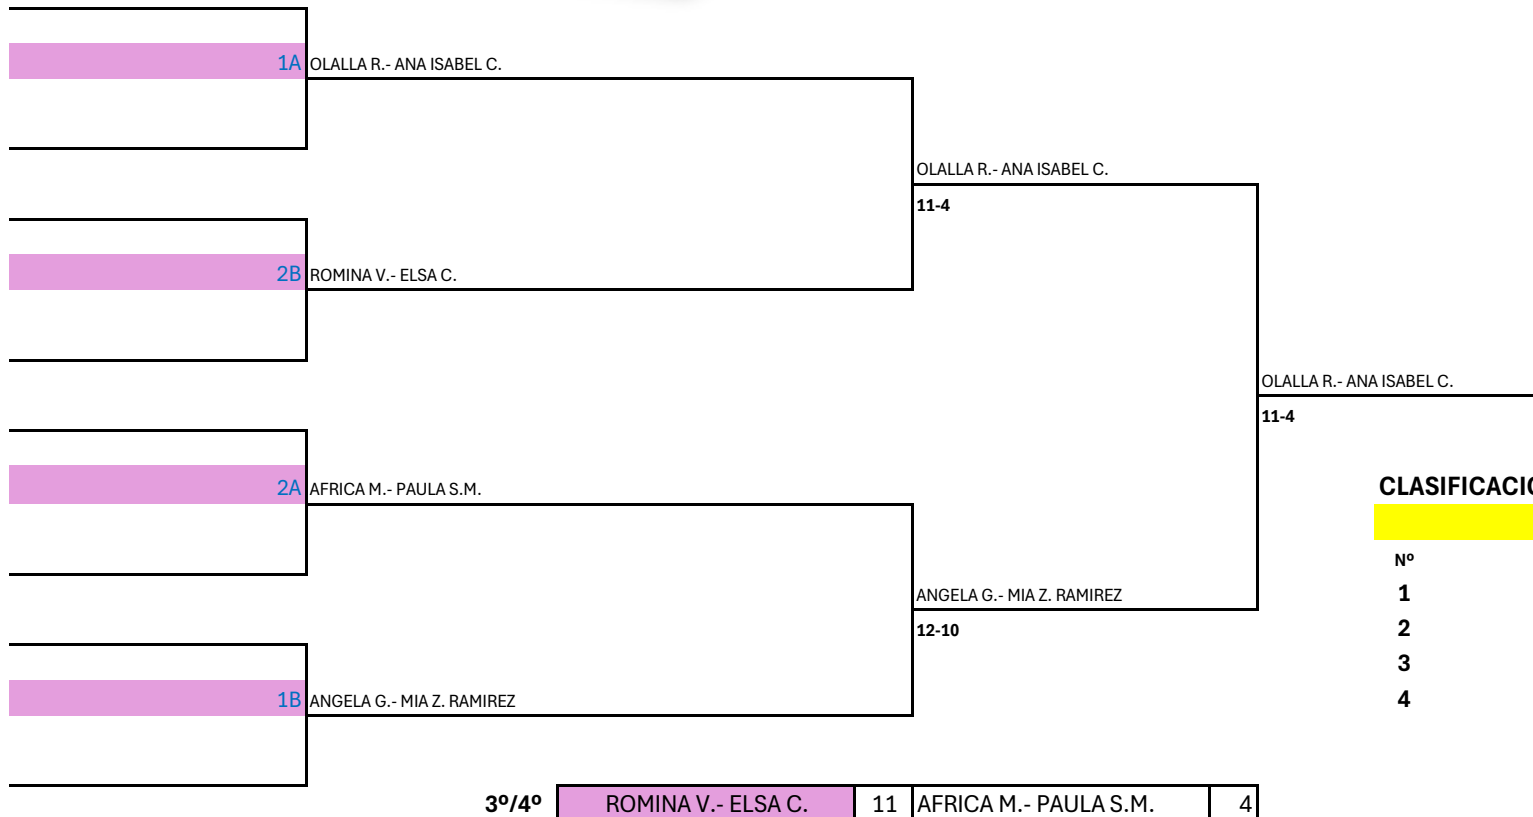 1A OLALLA R.- ANA ISABEL C.
OLALLA R.- ANA ISABEL C.
11-4
2B ROMINA V.- ELSA C.
OLALLA R.- ANA ISABEL C.
11-4
2A AFRICA M.- PAULA S.M.
CLASIFICACIO
Nº
1
2
3
4
ANGELA G.- MIA Z. RAMIREZ
12-10
1B ANGELA G.- MIA Z. RAMIREZ
3º/4º ROMINA V.- ELSA C. 11 AFRICA M.- PAULA S.M. 4